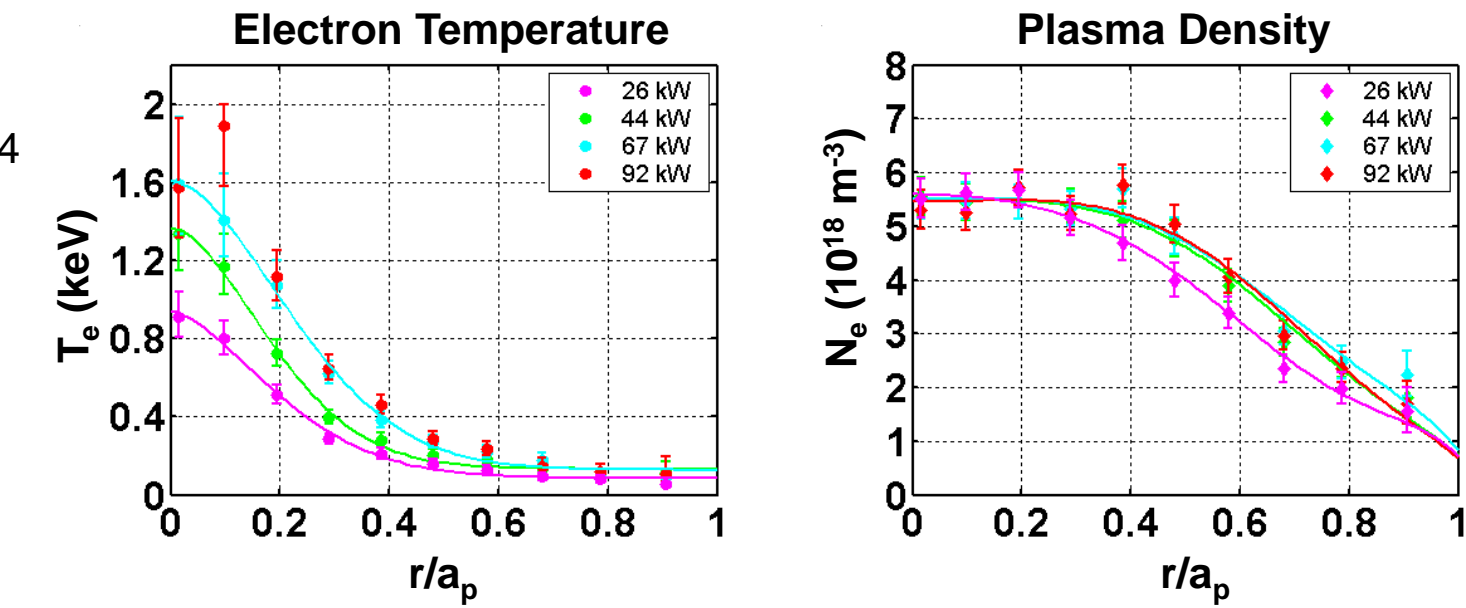 Electron Temperature
4
2
1.6
1.2
0.8
0.4
0
0 0.2 0.4 0.6 0.8 1
Te (keV)
r/ap
26 kW
44 kW
67 kW
92 kW
Plasma Density
8
7
6
5
4
3
2
1
0
0 0.2 0.4 0.6 0.8 1
Ne (10^18 m^-3)
r/ap
26 kW
44 kW
67 kW
92 kW